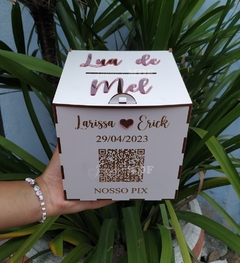 Lua de
Mel
Larissa Erick
29/04/2023
NOSSO PIX